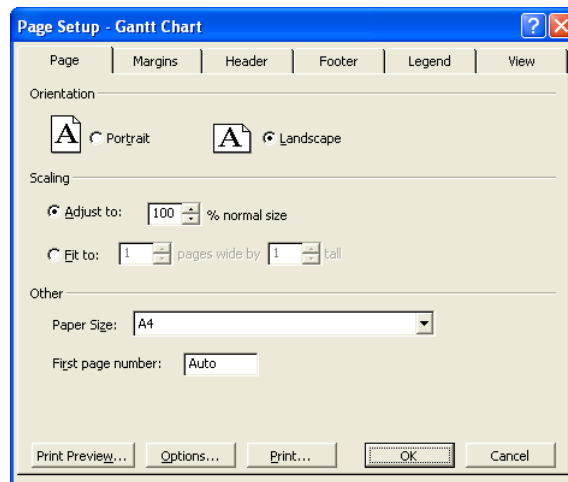 Page Setup - Gantt Chart
Page Margins Header Footer Legend View
Orientation
A Portrait A Landscape
Scaling
Adjust to: 100 % normal size
Fit to: 1 pages wide by 1 tall
Other
Paper Size: A4
First page number: Auto
Print Preview... Options... Print... OK Cancel